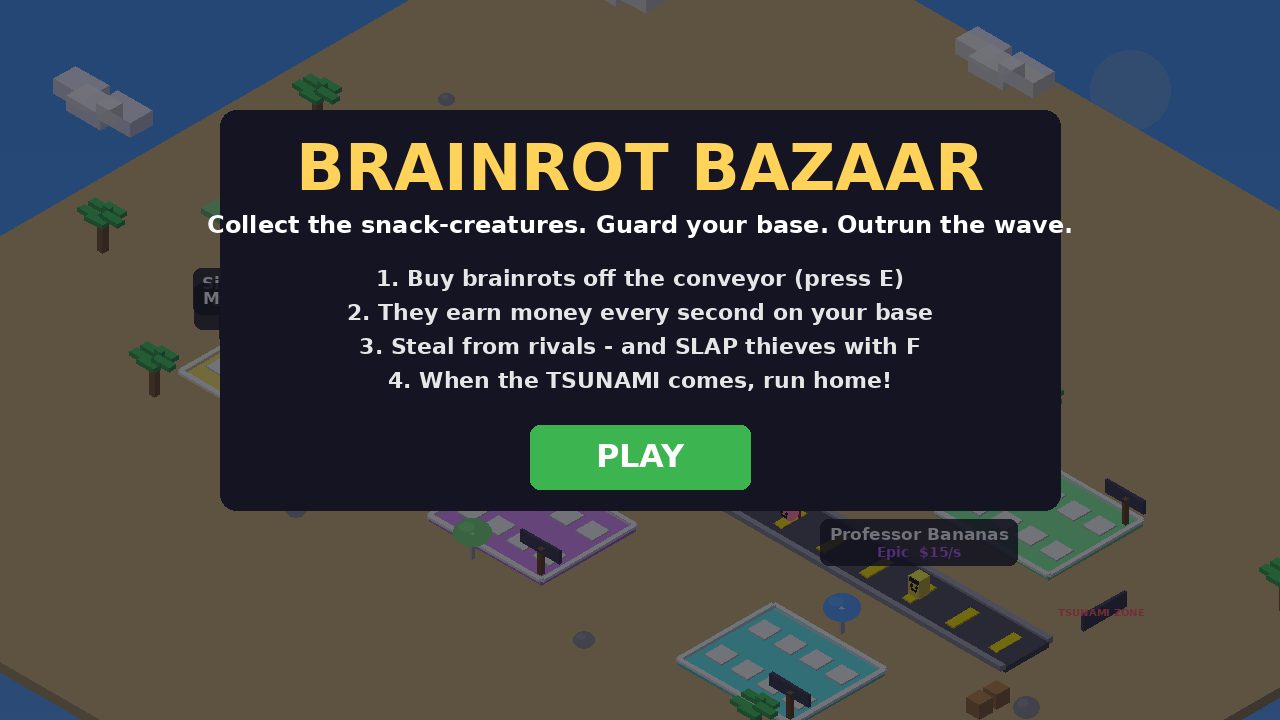 BRAINROT BAZAAR
Collect the snack-creatures. Guard your base. Outrun the wave.
1. Buy brainrots off the conveyor (press E)
2. They earn money every second on your base
3. Steal from rivals - and SLAP thieves with F
4. When the TSUNAMI comes, run home!
PLAY
Professor Bananas
Epic $15/s
TSUNAMI ZONE